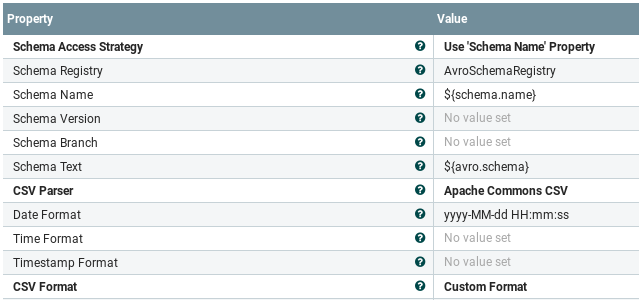 Property Value
Schema Access Strategy Use 'Schema Name' Property
Schema Registry AvroSchemaRegistry
Schema Name ${schema.name}
Schema Version No value set
Schema Branch No value set
Schema Text ${avro.schema}
CSV Parser Apache Commons CSV
Date Format yyyy-MM-dd HH:mm:ss
Time Format No value set
Timestamp Format No value set
CSV Format Custom Format